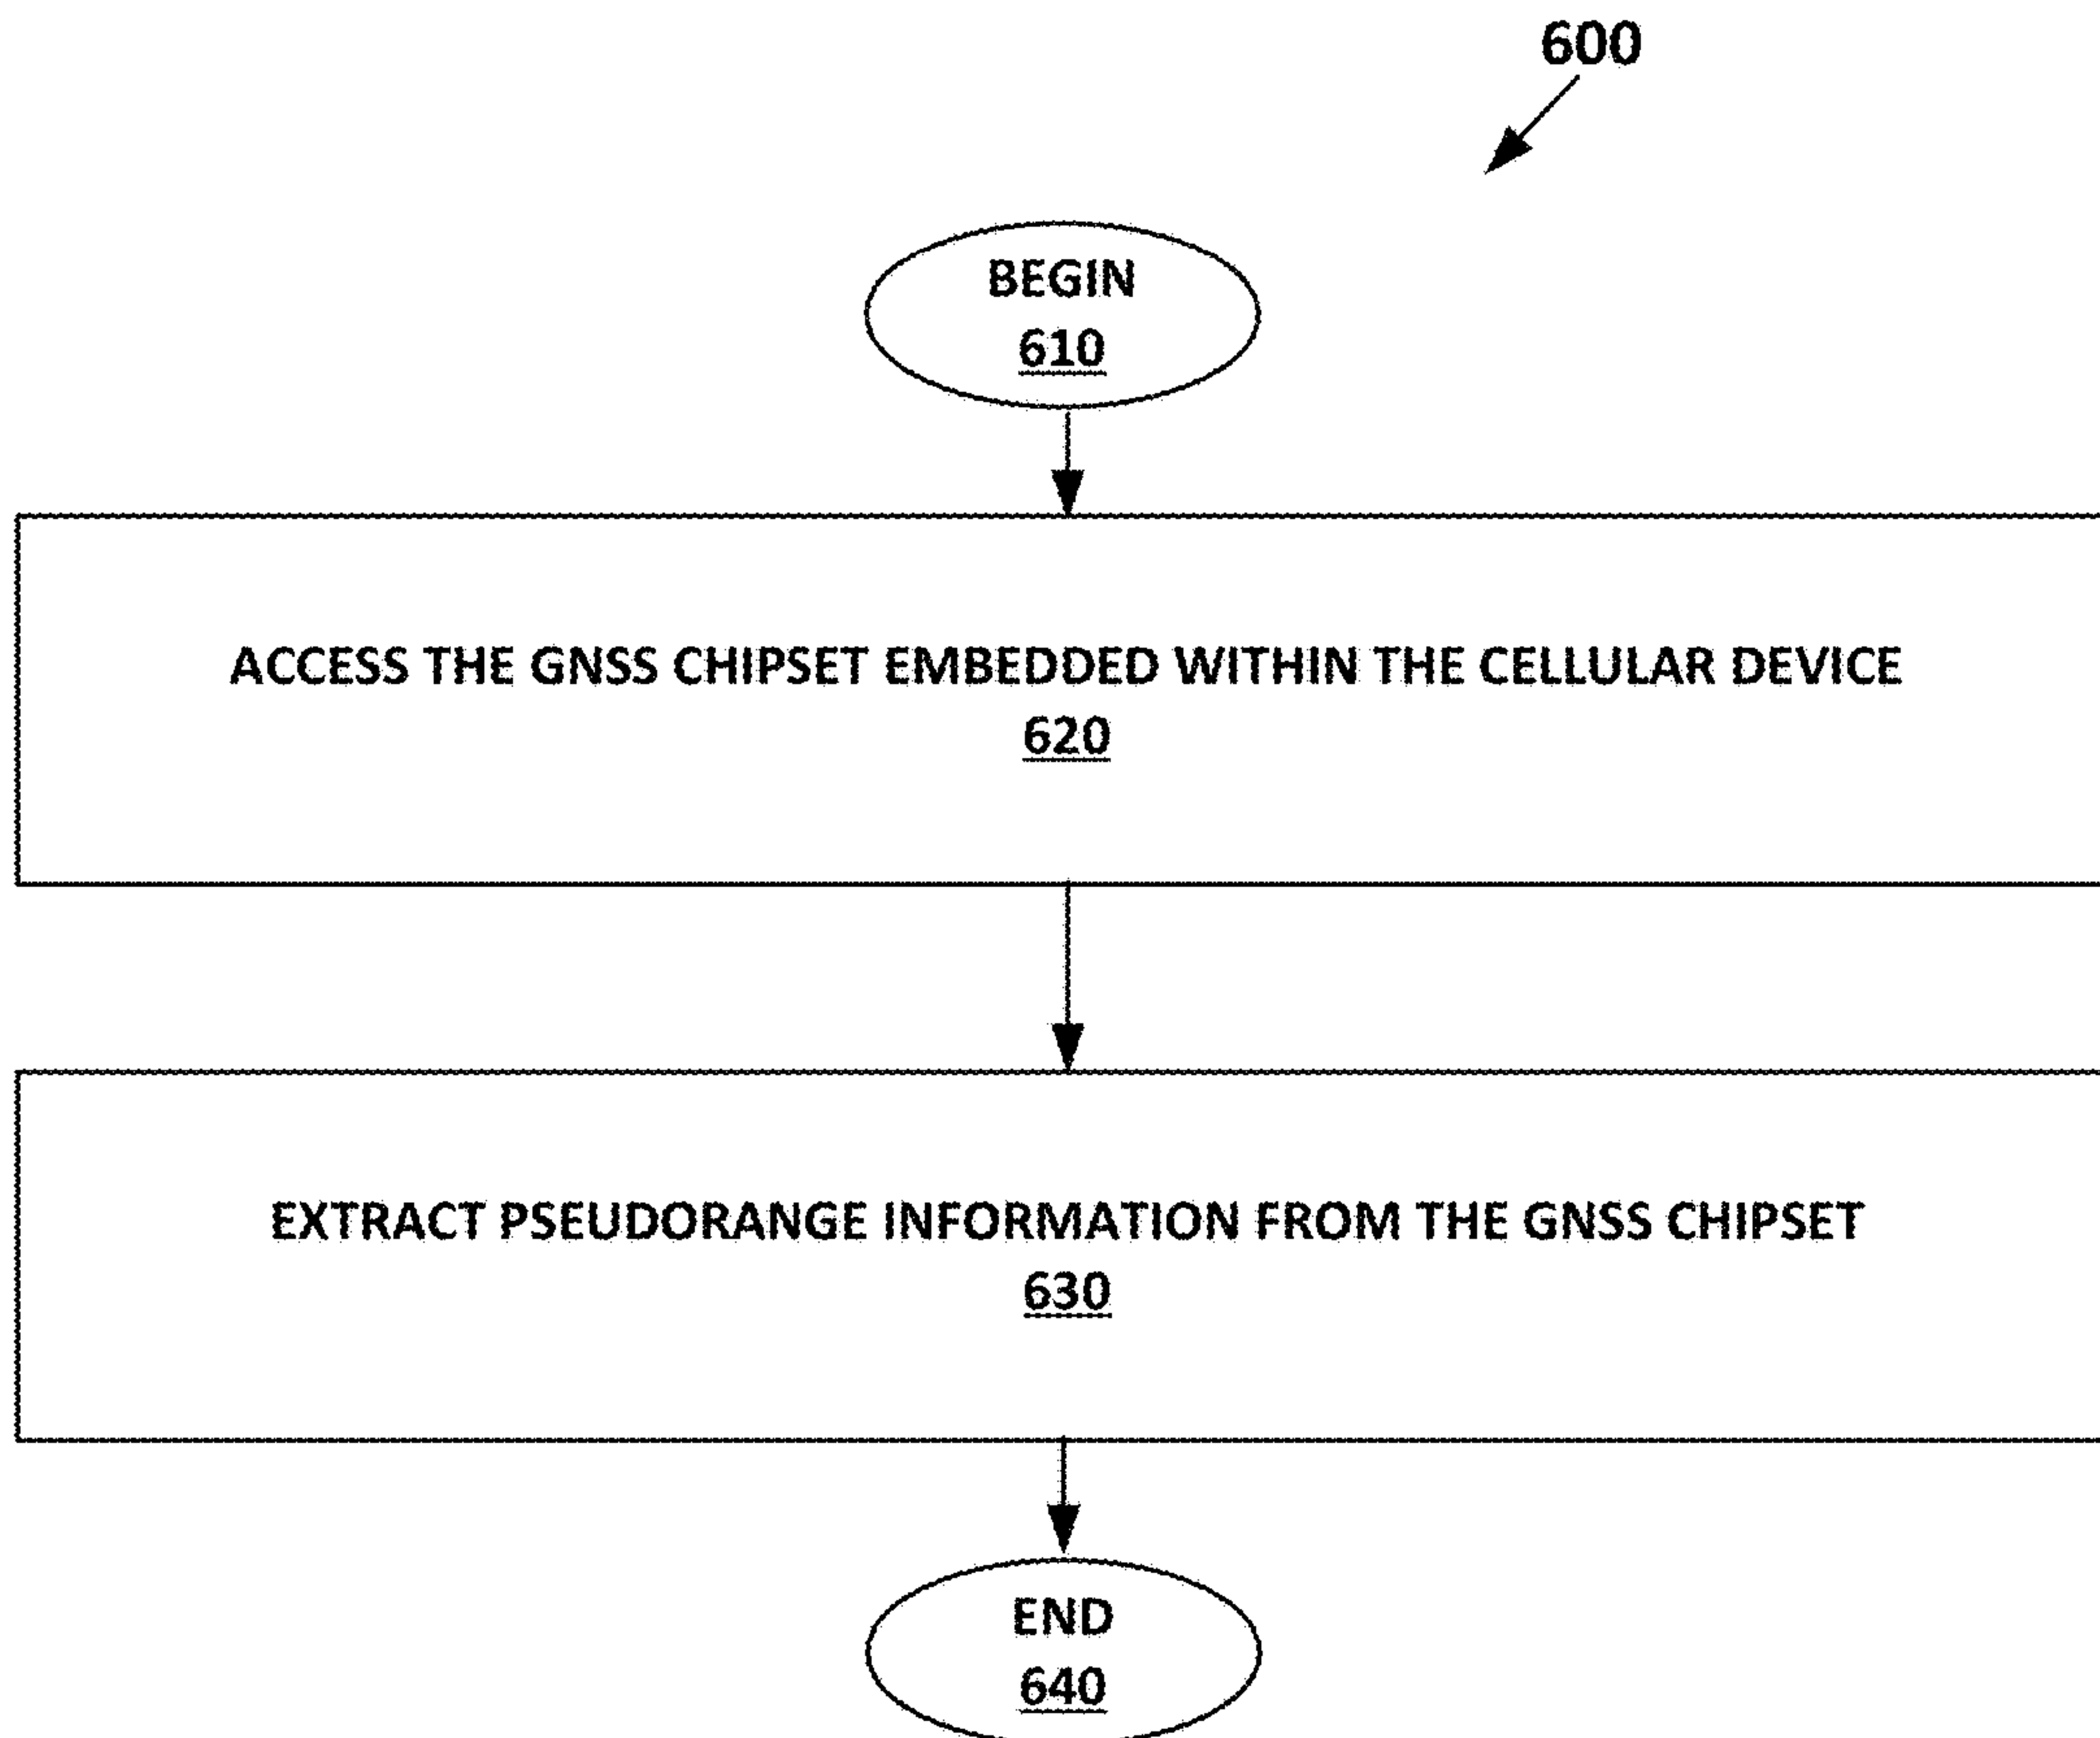 600
BEGIN
610
ACCESS THE GNSS CHIPSET EMBEDDED WITHIN THE CELLULAR DEVICE
620
EXTRACT PSEUDORANGE INFORMATION FROM THE GNSS CHIPSET
630
END
640